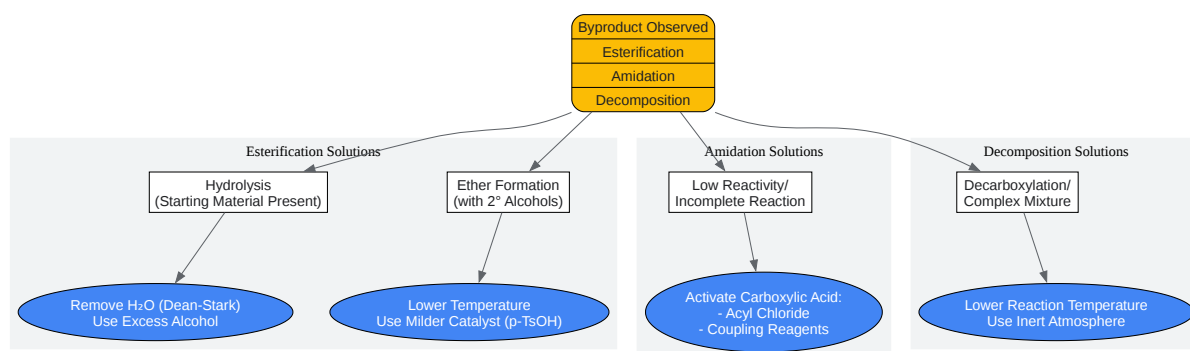 Byproduct Observed
Esterification
Amidation
Decomposition
Esterification Solutions
Hydrolysis
(Starting Material Present)
Ether Formation
(with 2° Alcohols)
Remove H₂O (Dean-Stark)
Use Excess Alcohol
Lower Temperature
Use Milder Catalyst (p-TsOH)
Amidation Solutions
Low Reactivity/
Incomplete Reaction
Activate Carboxylic Acid:
- Acyl Chloride
- Coupling Reagents
Decomposition Solutions
Decarboxylation/
Complex Mixture
Lower Reaction Temperature
Use Inert Atmosphere